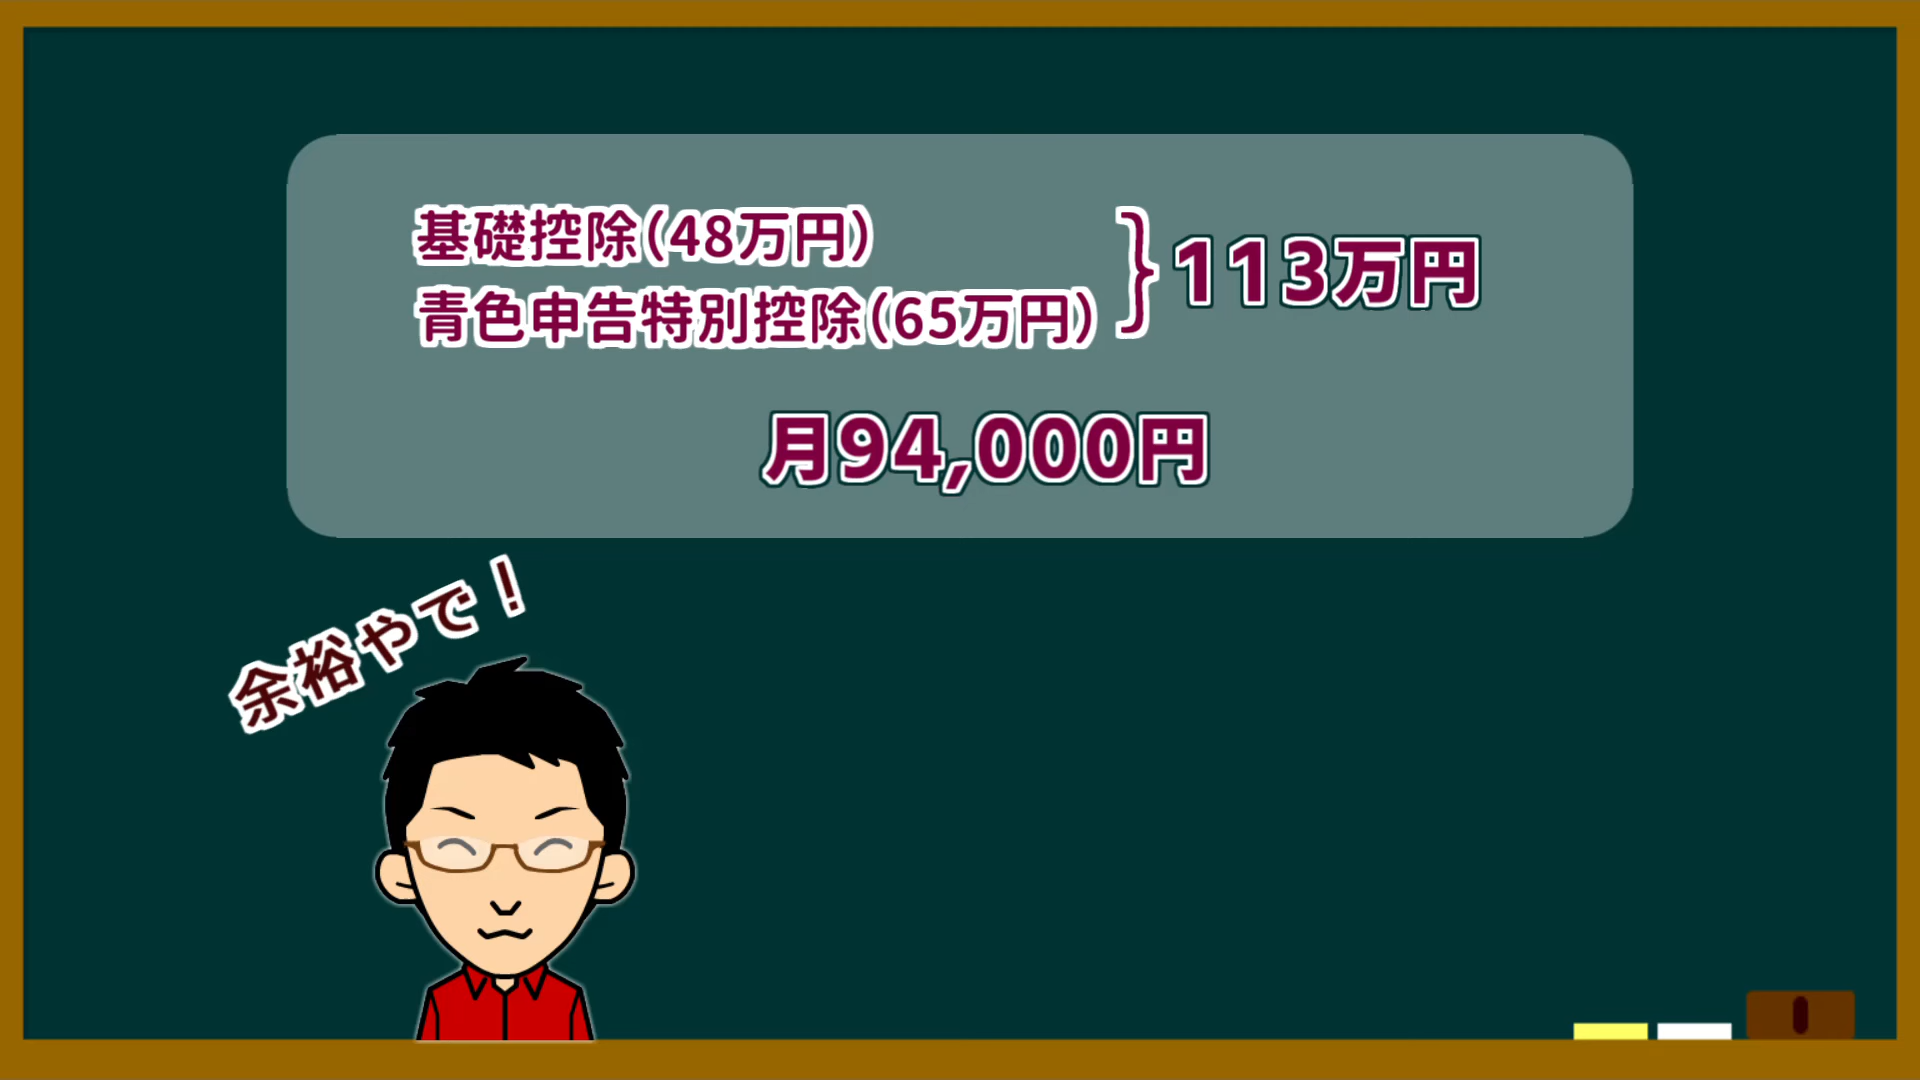 基礎控除(48万円)
青色申告特別控除(65万円)
}113万円
月94,000円
余裕やで！